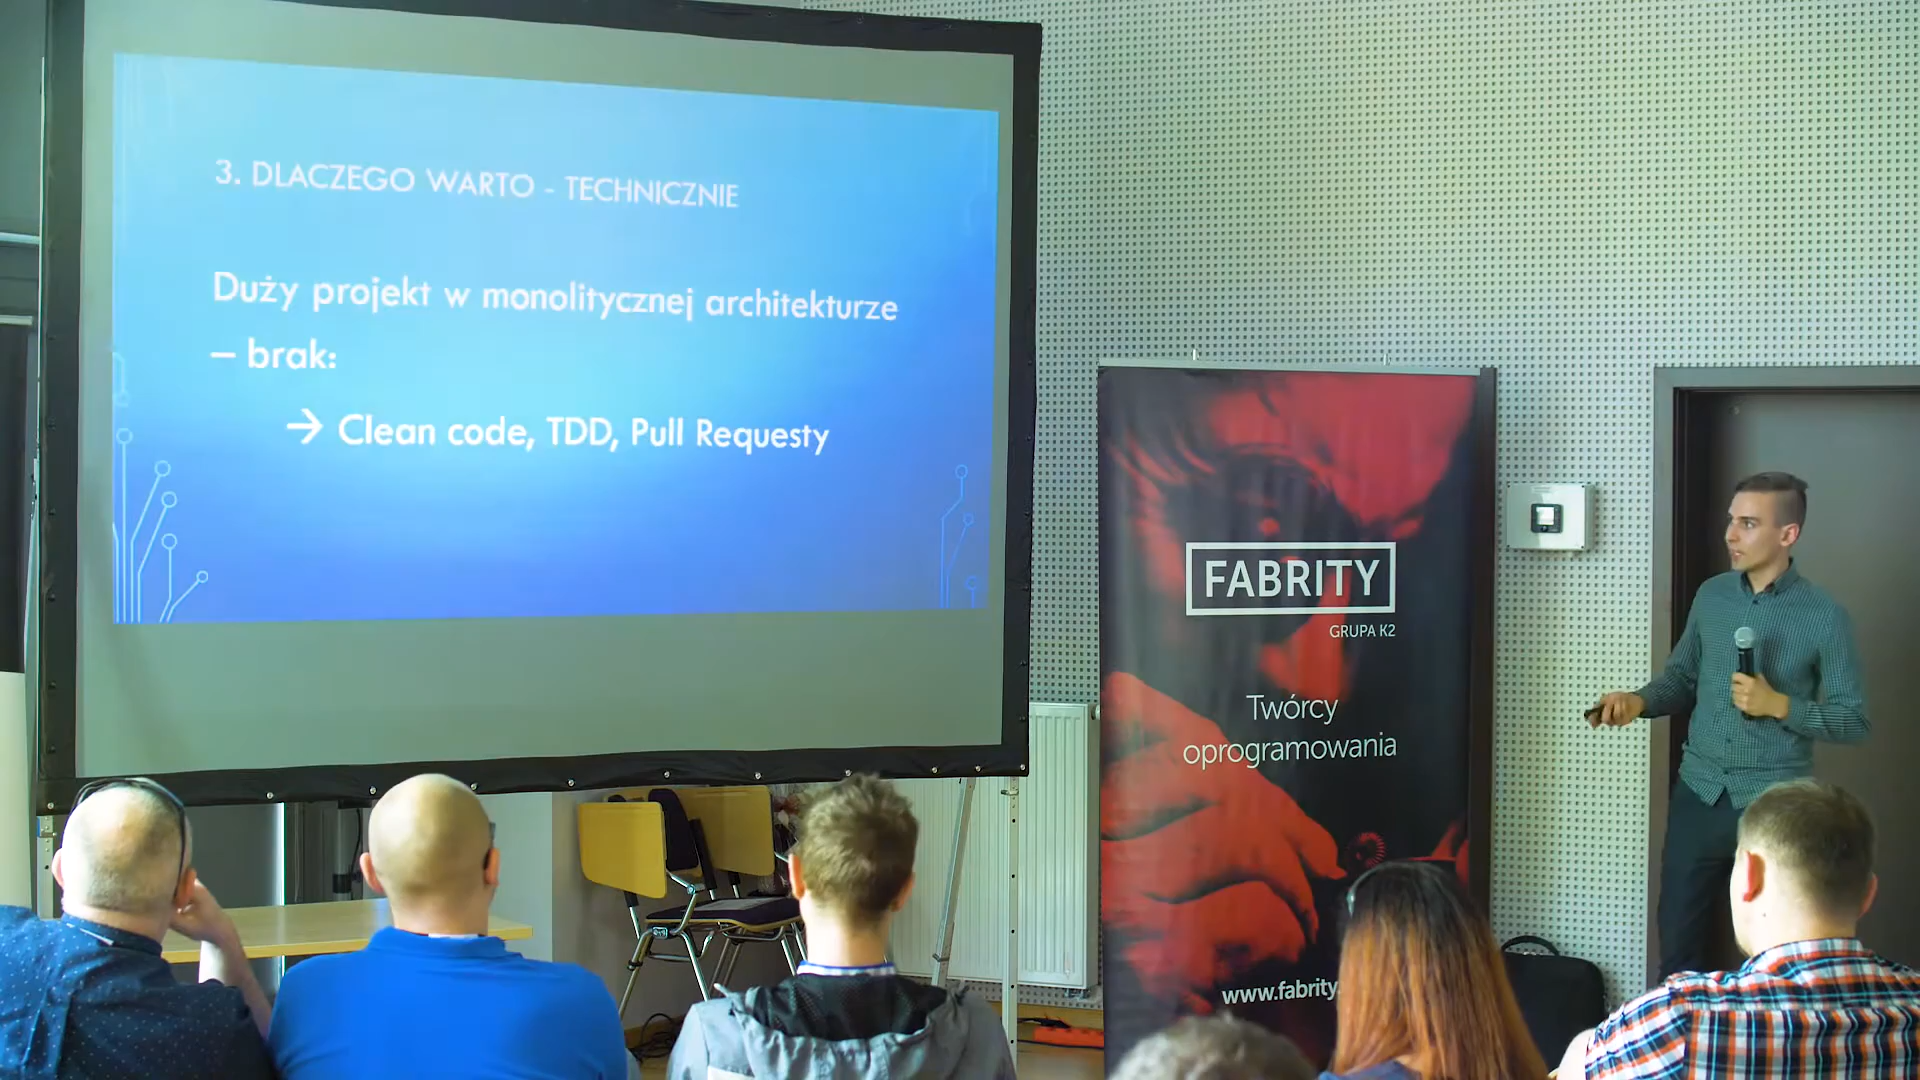 3. DLACZEGO WARTO - TECHNICZNIE
Duży projekt w monolitycznej architekturze
– brak:
→ Clean code, TDD, Pull Requesty
FABRITY
GRUPA K2
Twórcy
oprogramowania
www.fabrity.